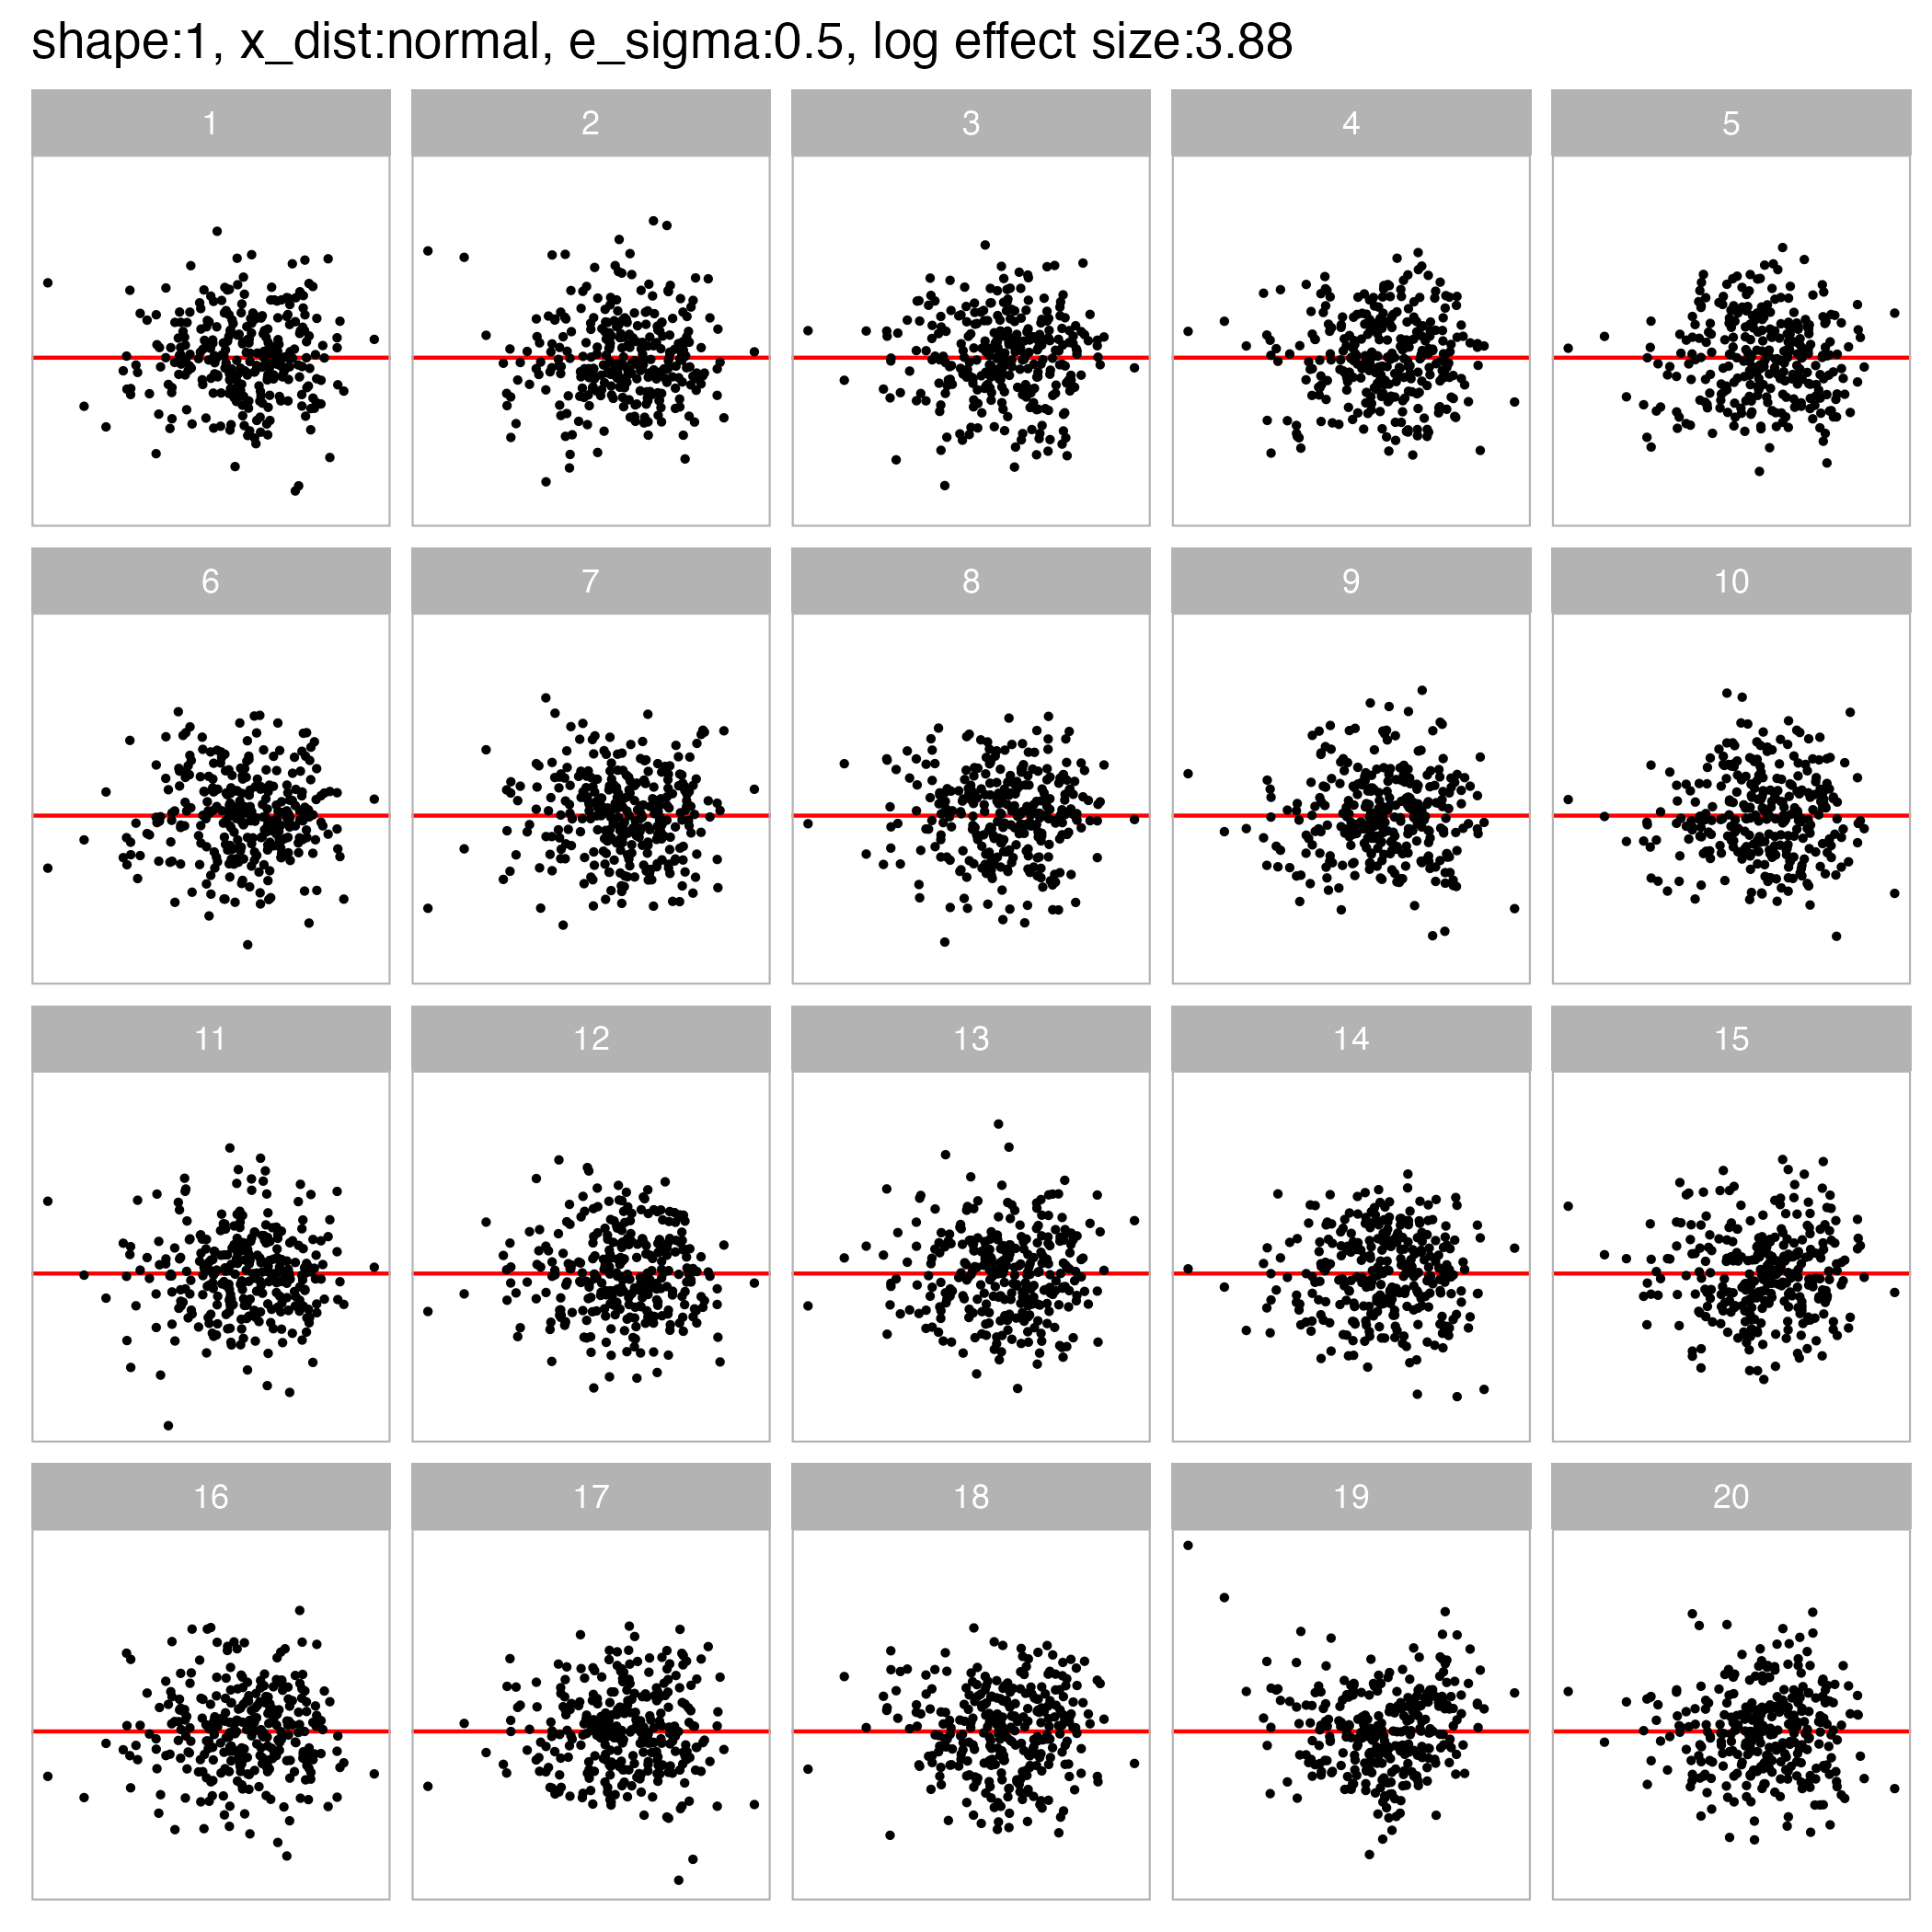 shape:1, x_dist:normal, e_sigma:0.5, log effect size:3.88
1 2 3 4 5
6 7 8 9 10
11 12 13 14 15
16 17 18 19 20